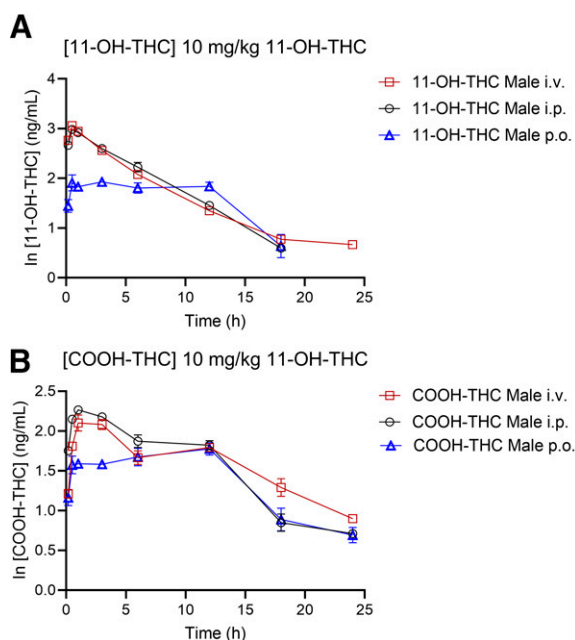 A
[11-OH-THC] 10 mg/kg 11-OH-THC
ln [11-OH-THC] (ng/mL)
4
3
2
1
0
0 5 10 15 20 25
Time (h)
11-OH-THC Male i.v.
11-OH-THC Male i.p.
11-OH-THC Male p.o.
B
[COOH-THC] 10 mg/kg 11-OH-THC
ln [COOH-THC] (ng/mL)
2.5
2.0
1.5
1.0
0.5
0.0
0 5 10 15 20 25
Time (h)
COOH-THC Male i.v.
COOH-THC Male i.p.
COOH-THC Male p.o.